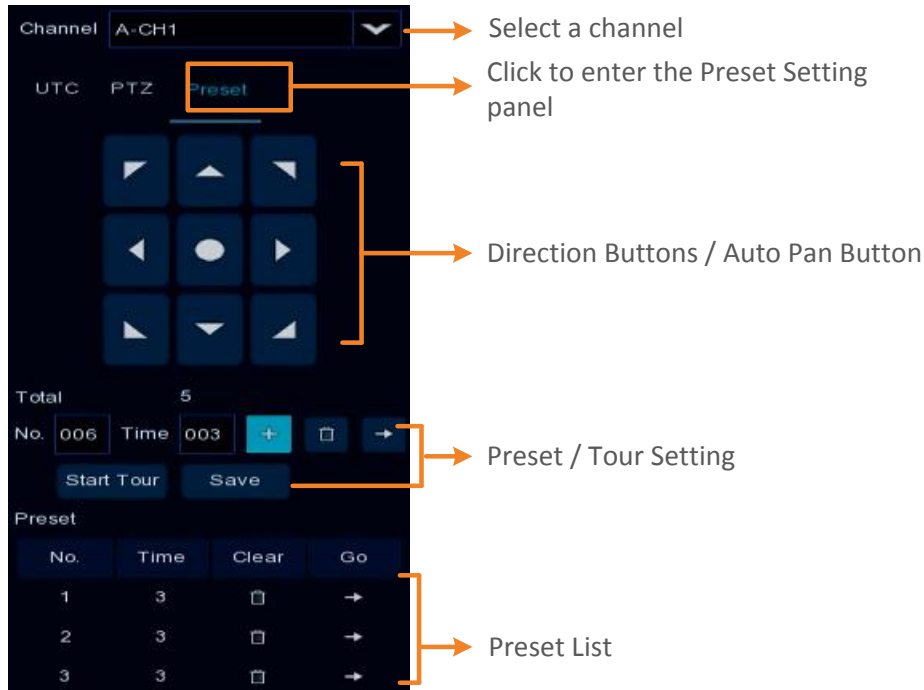 Channel A-CH1
Select a channel
UTC PTZ Preset
Click to enter the Preset Setting
panel
Direction Buttons / Auto Pan Button
Total 5
No. 006 Time 003 +
Start Tour Save
Preset / Tour Setting
Preset
No. Time Clear Go
1 3
2 3
3 3
Preset List